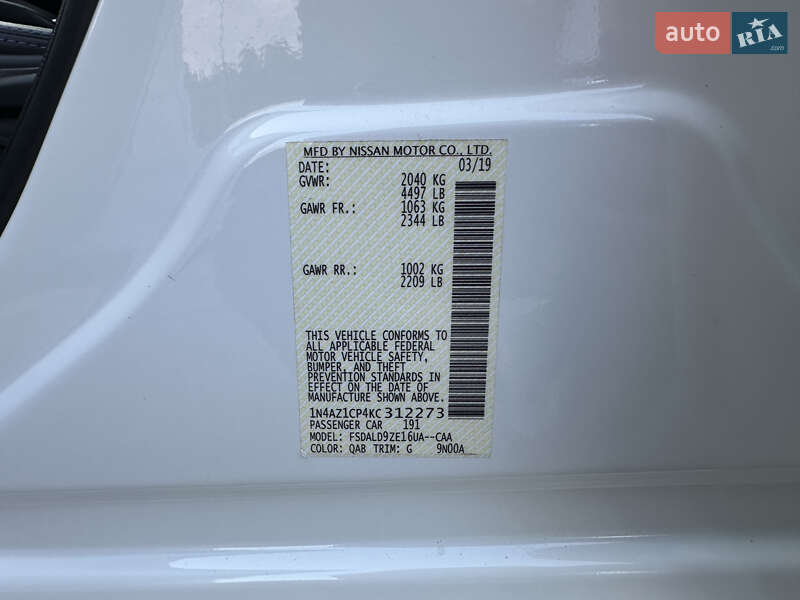 auto RIA .com
MFD BY NISSAN MOTOR CO., LTD.
DATE: 03/19
GVWR: 2040 KG
4497 LB
GAWR FR.: 1063 KG
2344 LB
GAWR RR.: 1002 KG
2209 LB
THIS VEHICLE CONFORMS TO
ALL APPLICABLE FEDERAL
MOTOR VEHICLE SAFETY,
BUMPER, AND THEFT
PREVENTION STANDARDS IN
EFFECT ON THE DATE OF
MANUFACTURE SHOWN ABOVE.
1N4AZ1CP4KC312273
PASSENGER CAR 191
MODEL: FSDALD9ZE16UA--CAA
COLOR: QAB TRIM: G 9N00A